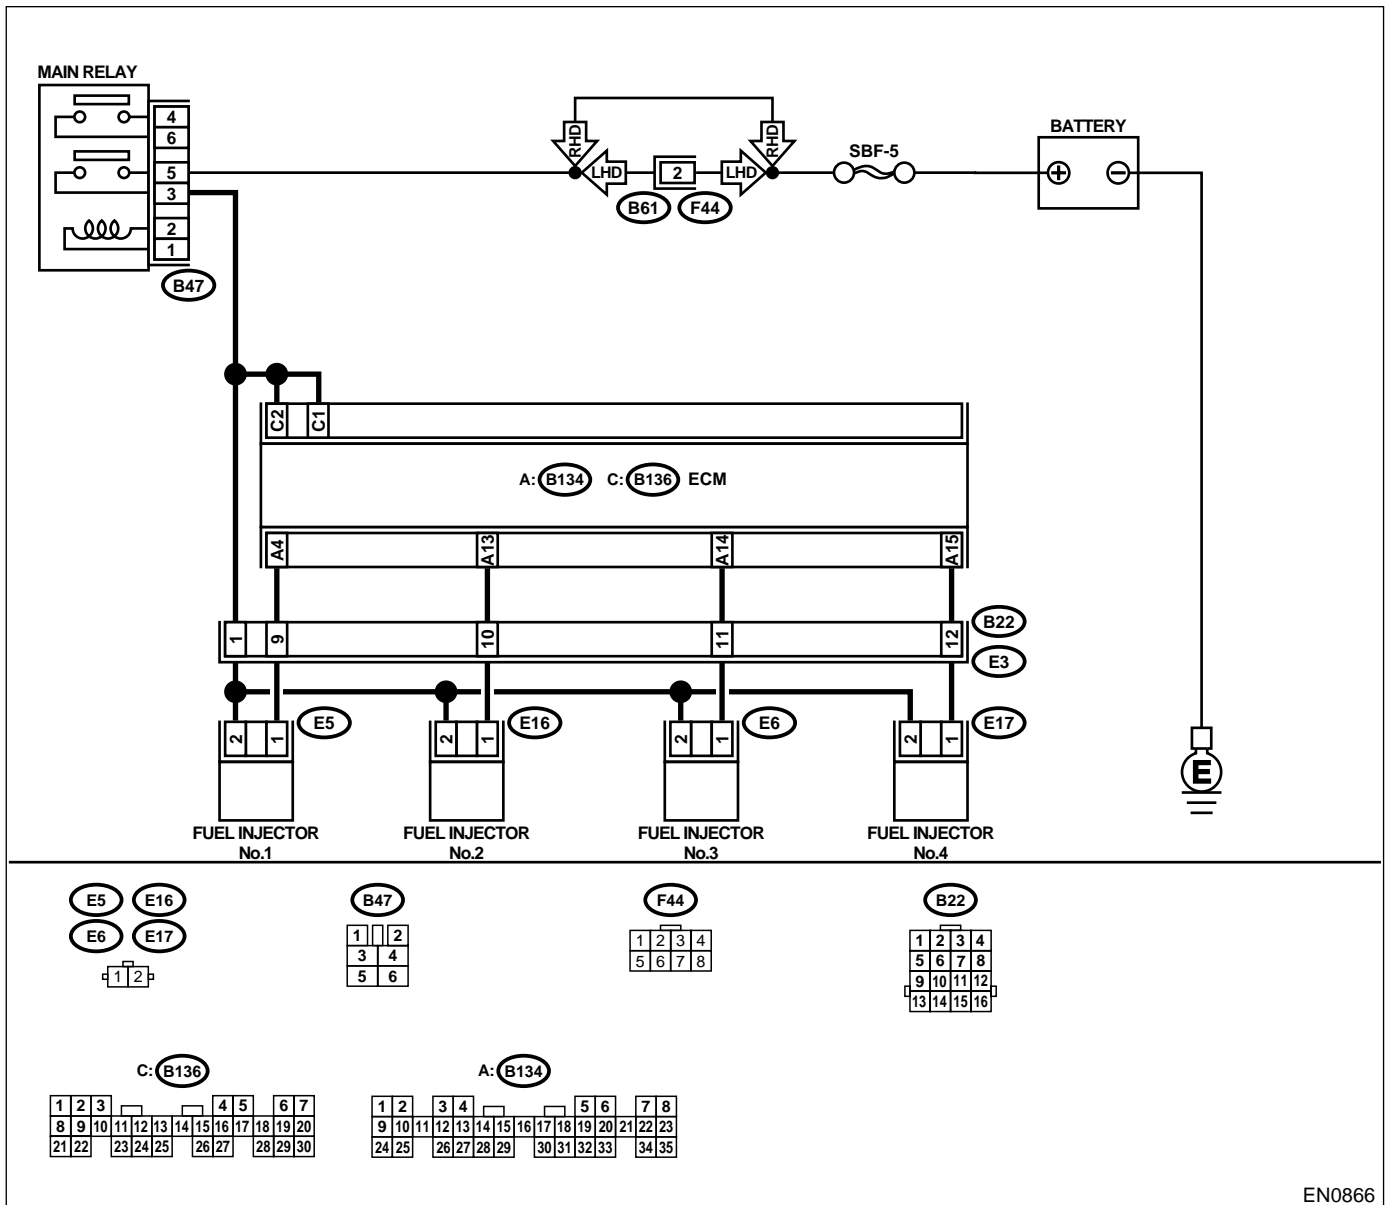 MAIN RELAY
4
6
5
3
2
1
B47
RHD
LHD
2
LHD
RHD
B61 F44
SBF-5
BATTERY
+ −
C2 C1
A: B134 C: B136 ECM
A4 A13 A14 A15
1 9 10 11 12
B22
E3
2 1 E5
2 1 E16
2 1 E6
2 1 E17
E
FUEL INJECTOR
No.1
FUEL INJECTOR
No.2
FUEL INJECTOR
No.3
FUEL INJECTOR
No.4
E5 E16
E6 E17
1 2
B47
1 2
3 4
5 6
F44
1 2 3 4
5 6 7 8
B22
1 2 3 4
5 6 7 8
9 10 11 12
13 14 15 16
C: B136
1 2 3 4 5 6 7
8 9 10 11 12 13 14 15 16 17 18 19 20
21 22 23 24 25 26 27 28 29 30
A: B134
1 2 3 4 5 6 7 8
9 10 11 12 13 14 15 16 17 18 19 20 21 22 23
24 25 26 27 28 29 30 31 32 33 34 35
EN0866